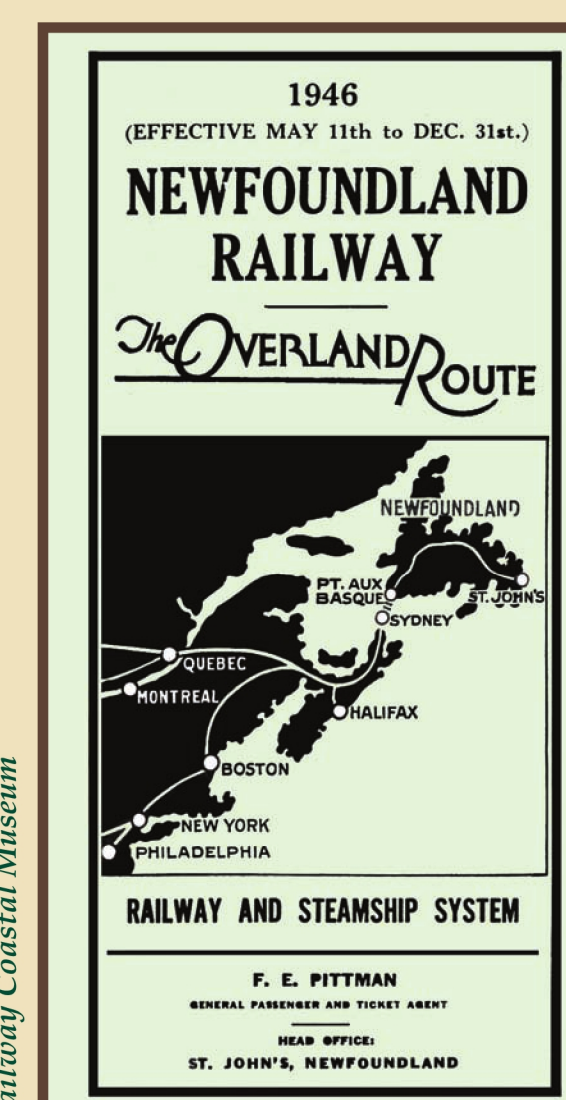 1946
(EFFECTIVE MAY 11th to DEC. 31st.)
NEWFOUNDLAND
RAILWAY
The OVERLAND ROUTE
NEWFOUNDLAND
PT. AUX
BASQUE
ST. JOHN'S
SYDNEY
QUEBEC
MONTREAL
HALIFAX
BOSTON
NEW YORK
PHILADELPHIA
RAILWAY AND STEAMSHIP SYSTEM
F. E. PITTMAN
GENERAL PASSENGER AND TICKET AGENT
HEAD OFFICE:
ST. JOHN'S, NEWFOUNDLAND
Coastal Museum